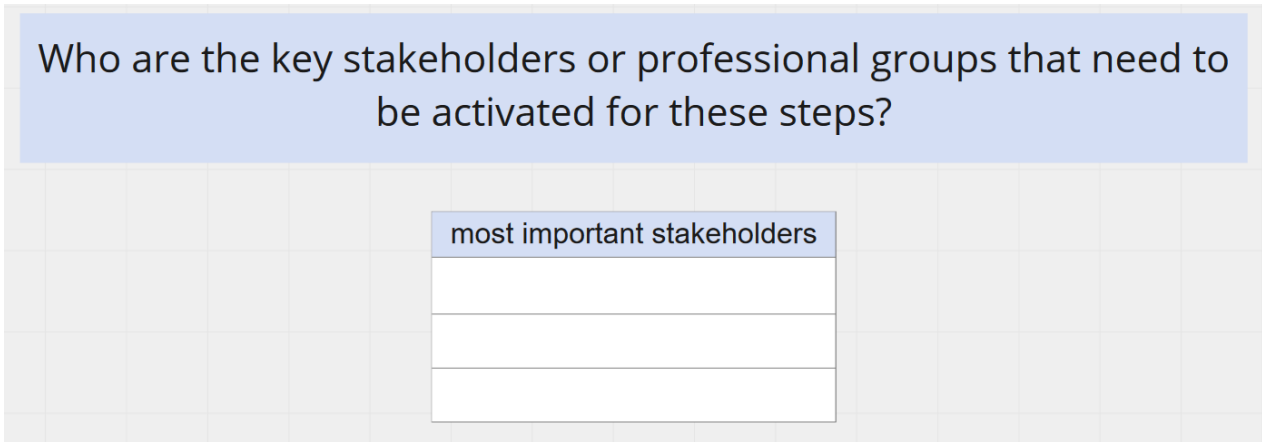 Who are the key stakeholders or professional groups that need to
be activated for these steps?
most important stakeholders